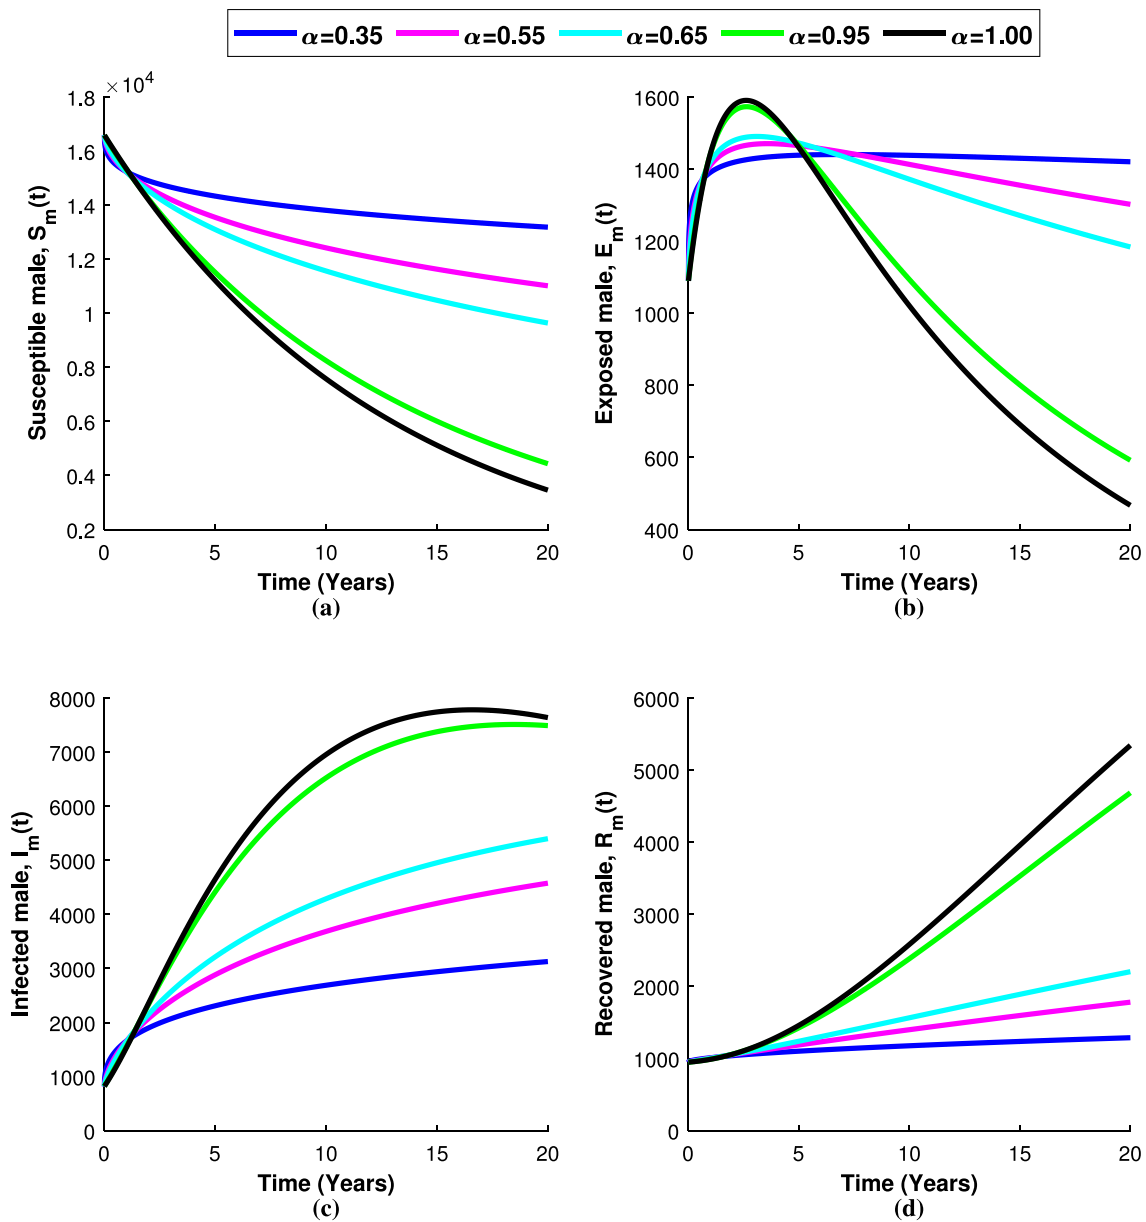 α=0.35 α=0.55 α=0.65 α=0.95 α=1.00
×10⁴
1.8
1.6
1.4
1.2
1
0.8
0.6
0.4
0.2
Susceptible male, S_m(t)
0 5 10 15 20
Time (Years)
(a)
1600
1400
1200
1000
800
600
400
Exposed male, E_m(t)
0 5 10 15 20
Time (Years)
(b)
8000
7000
6000
5000
4000
3000
2000
1000
0
Infected male, I_m(t)
0 5 10 15 20
Time (Years)
(c)
6000
5000
4000
3000
2000
1000
0
Recovered male, R_m(t)
0 5 10 15 20
Time (Years)
(d)